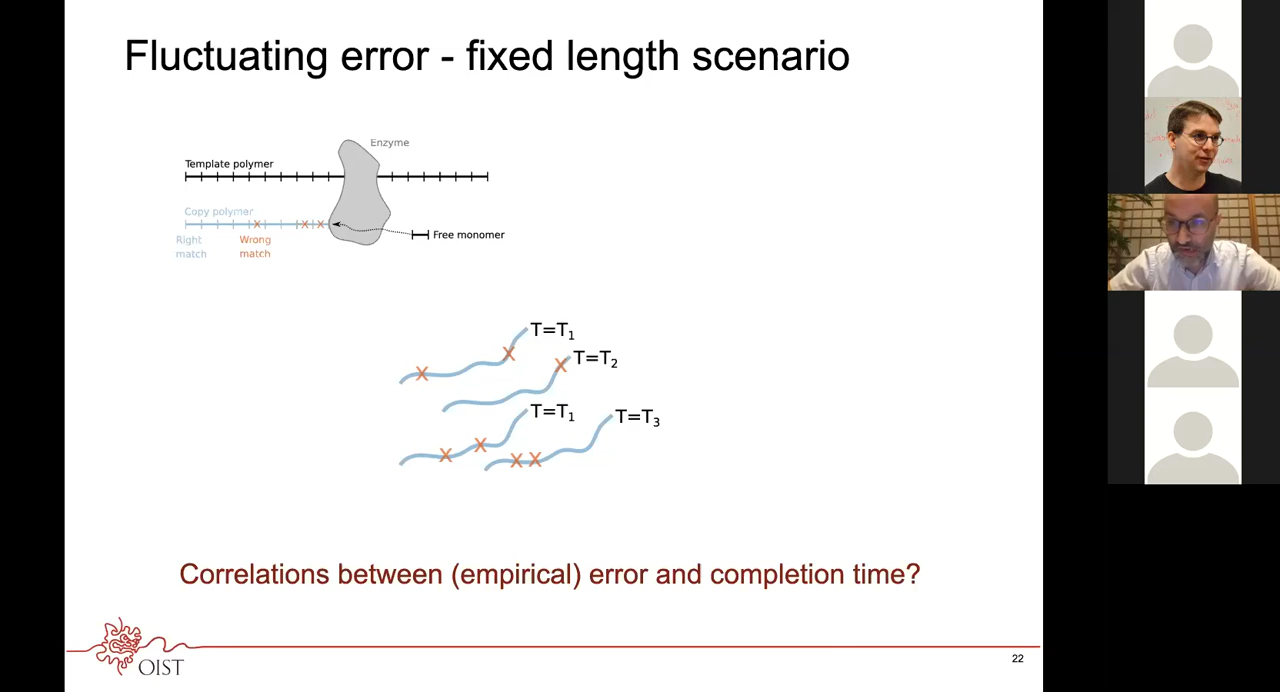 Fluctuating error - fixed length scenario
Enzyme
Template polymer
Copy polymer
Free monomer
Right
match
Wrong
match
T=T1
T=T2
T=T1
T=T3
Correlations between (empirical) error and completion time?
OIST
22